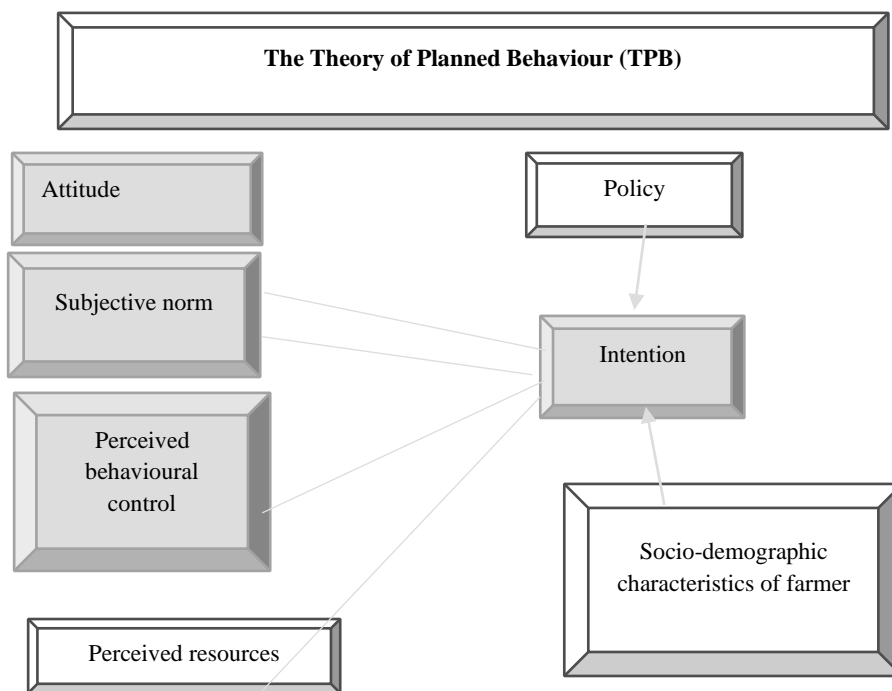 The Theory of Planned Behaviour (TPB)
Attitude
Policy
Subjective norm
Intention
Perceived
behavioural
control
Socio-demographic
characteristics of farmer
Perceived resources